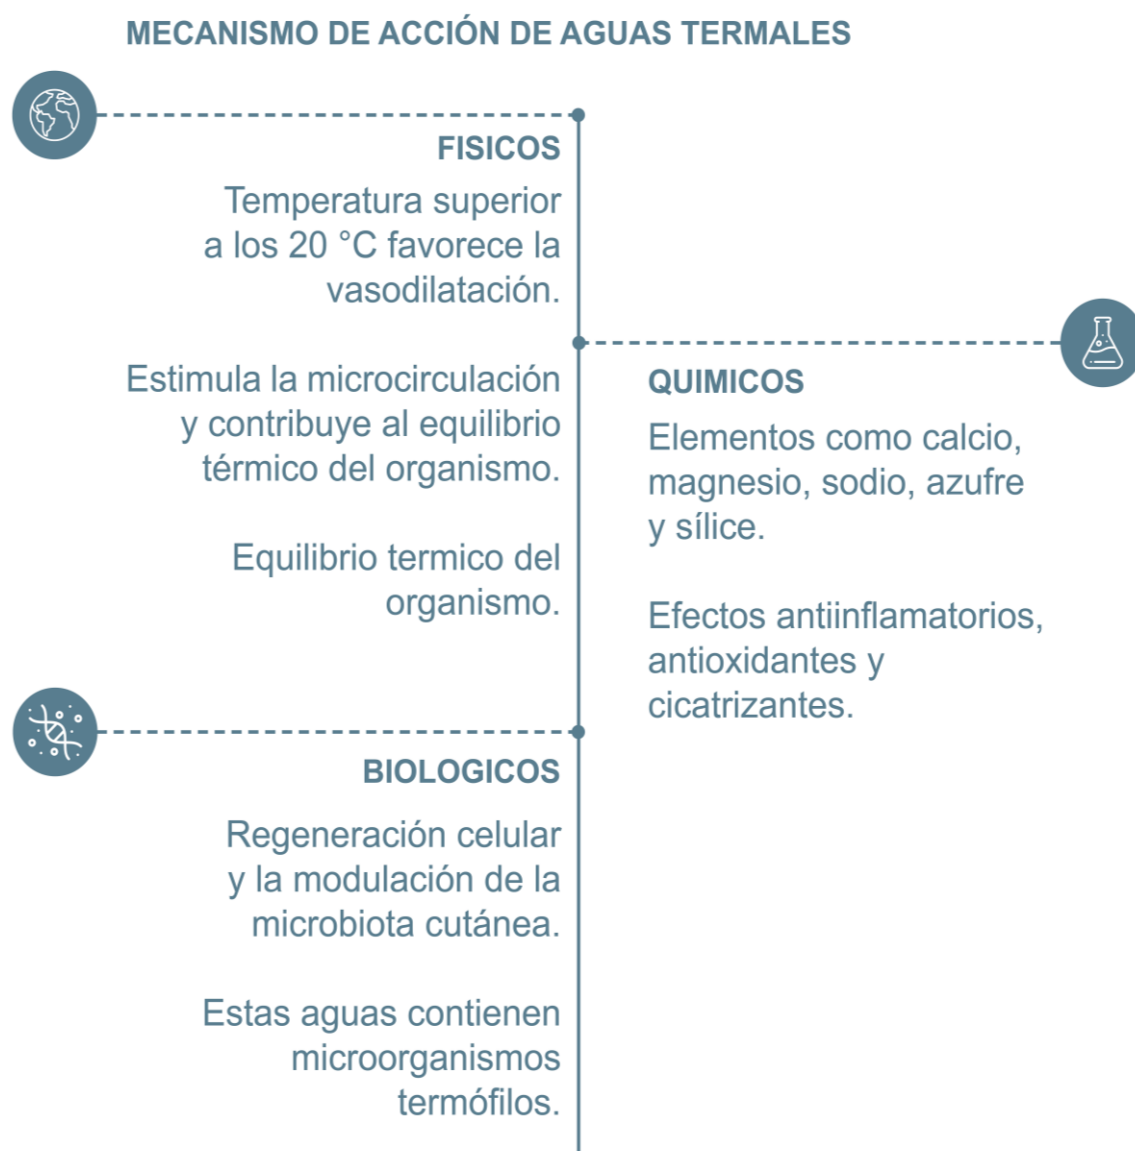 MECANISMO DE ACCIÓN DE AGUAS TERMALES
FISICOS
Temperatura superior
a los 20 °C favorece la
vasodilatación.
Estimula la microcirculación
y contribuye al equilibrio
térmico del organismo.
Equilibrio termico del
organismo.
QUIMICOS
Elementos como calcio,
magnesio, sodio, azufre
y sílice.
Efectos antiinflamatorios,
antioxidantes y
cicatrizantes.
BIOLOGICOS
Regeneración celular
y la modulación de la
microbiota cutánea.
Estas aguas contienen
microorganismos
termófilos.